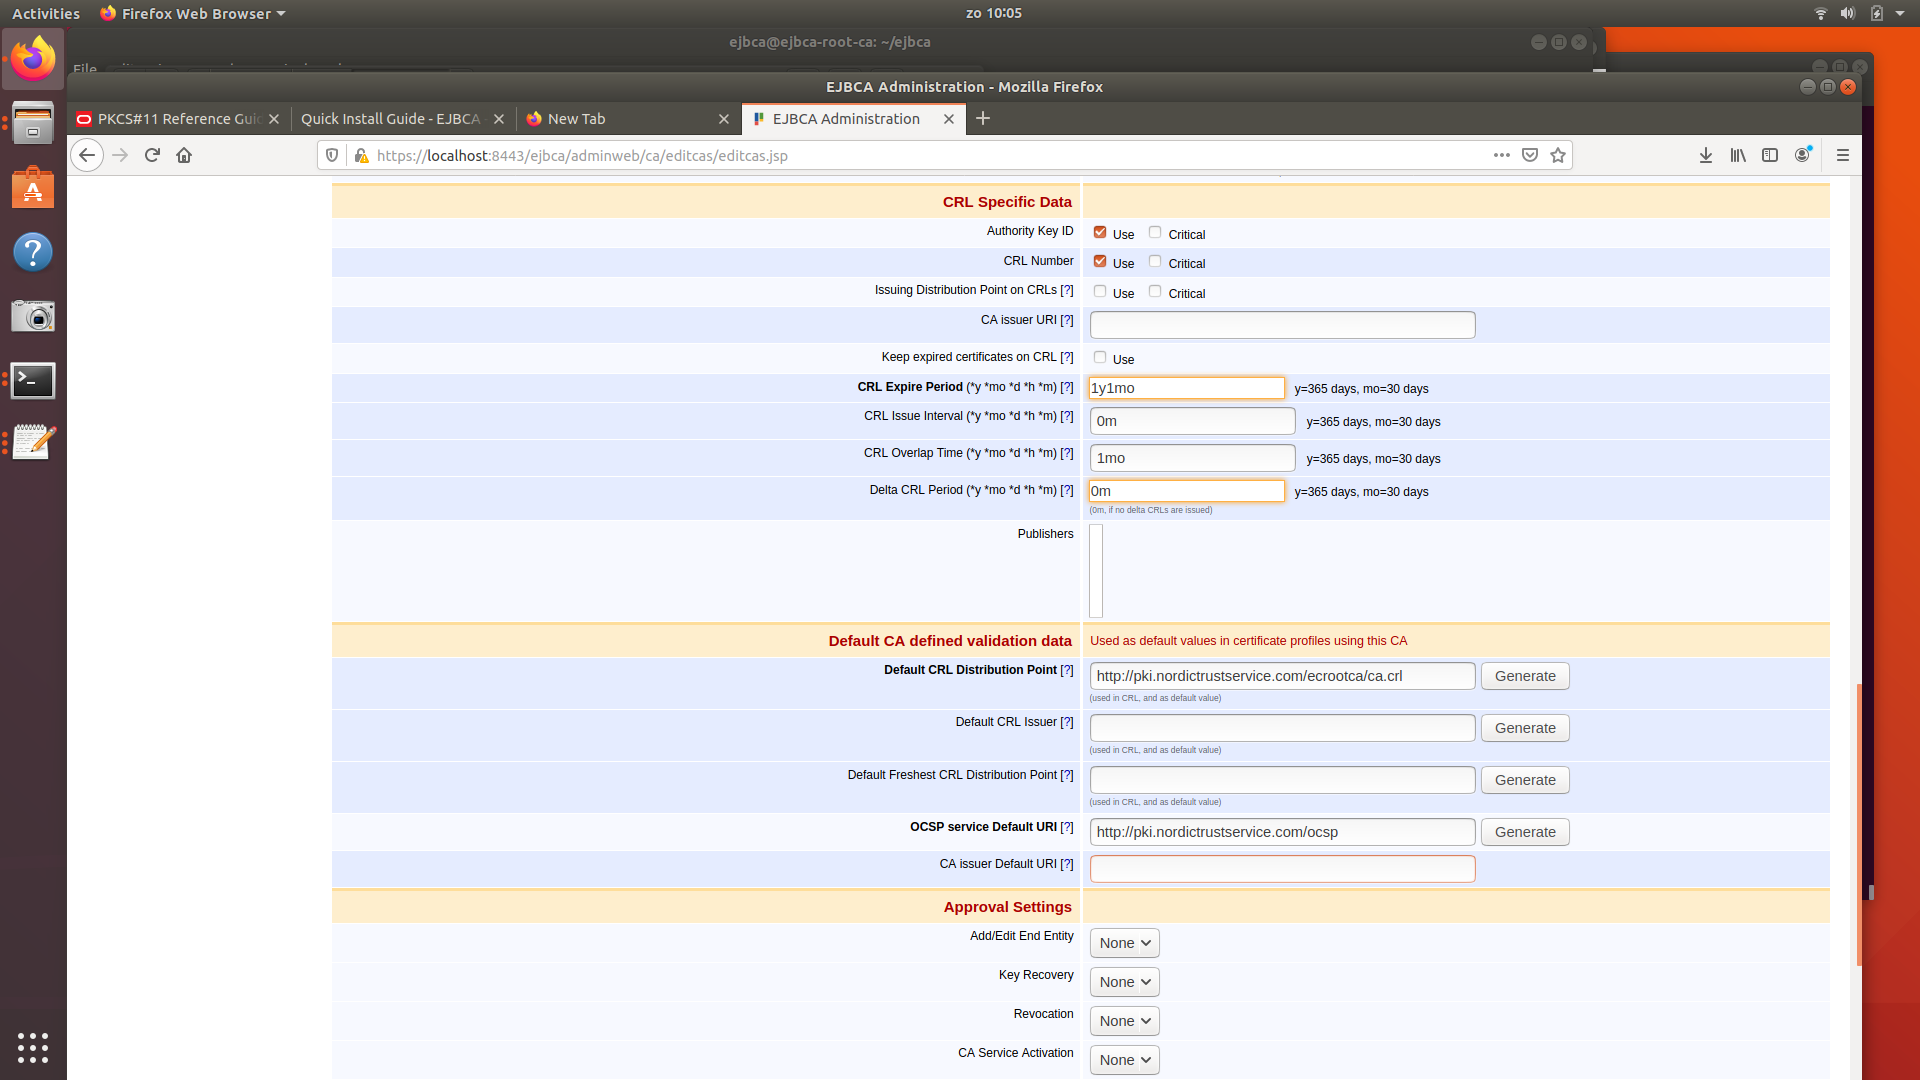 Activities Firefox Web Browser zo 10:05
ejbca@ejbca-root-ca: ~/ejbca
File
EJBCA Administration - Mozilla Firefox
PKCS#11 Reference Guid Quick Install Guide - EJBCA - New Tab EJBCA Administration
https://localhost:8443/ejbca/adminweb/ca/editcas/editcas.jsp
CRL Specific Data
Authority Key ID Use Critical
CRL Number Use Critical
Issuing Distribution Point on CRLs [?] Use Critical
CA issuer URI [?]
Keep expired certificates on CRL [?] Use
CRL Expire Period (*y *mo *d *h *m) [?] 1y1mo y=365 days, mo=30 days
CRL Issue Interval (*y *mo *d *h *m) [?] 0m y=365 days, mo=30 days
CRL Overlap Time (*y *mo *d *h *m) [?] 1mo y=365 days, mo=30 days
Delta CRL Period (*y *mo *d *h *m) [?] 0m y=365 days, mo=30 days
(0m, if no delta CRLs are issued)
Publishers
Default CA defined validation data Used as default values in certificate profiles using this CA
Default CRL Distribution Point [?] http://pki.nordictrustservice.com/ecrootca/ca.crl Generate
(used in CRL, and as default value)
Default CRL Issuer [?] Generate
(used in CRL, and as default value)
Default Freshest CRL Distribution Point [?] Generate
(used in CRL, and as default value)
OCSP service Default URI [?] http://pki.nordictrustservice.com/ocsp Generate
CA issuer Default URI [?]
Approval Settings
Add/Edit End Entity None
Key Recovery None
Revocation None
CA Service Activation None